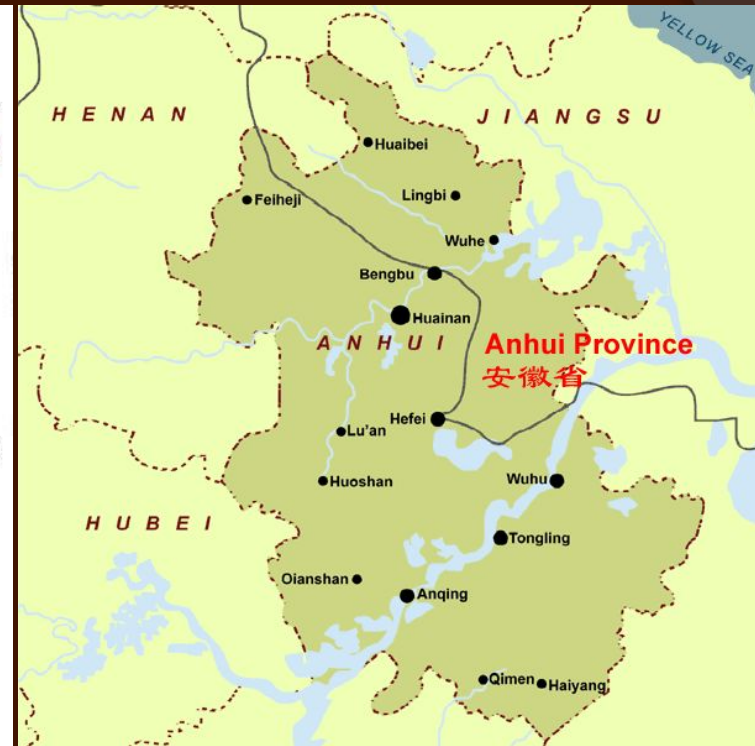 YELLOW SEA
HENAN
JIANGSU
Huaibei
Feiheji
Lingbi
Wuhe
Bengbu
Huainan
ANHUI
Anhui Province
安徽省
Hefei
Lu'an
Huoshan
Wuhu
HUBEI
Tongling
Oianshan
Anqing
Qimen
Haiyang